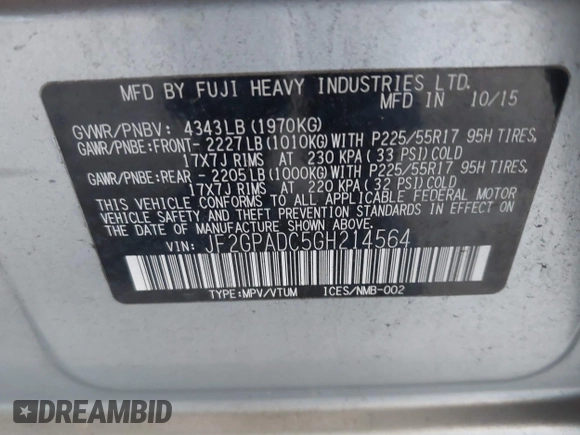 MFD BY FUJI HEAVY INDUSTRIES LTD.
MFD IN 10/15
GVWR/PNBV: 4343LB(1970KG)
GAWR/PNBE:FRONT-2227LB(1010KG)WITH P225/55R17 95H TIRES,
17X7J RIMS AT 230 KPA(33 PSI)COLD
GAWR/PNBE:REAR -2205LB(1000KG)WITH P225/55R17 95H TIRES,
17X7J RIMS AT 220 KPA(32 PSI)COLD
THIS VEHICLE CONFORMS TO ALL APPLICABLE FEDERAL MOTOR
VEHICLE SAFETY AND THEFT PREVENTION STANDARDS IN EFFECT ON
THE DATE OF MANUFACTURE SHOWN ABOVE.
VIN: JF2GPADC5GH214564
TYPE:MPV/VTUM ICES/NMB-002
DREAMBID